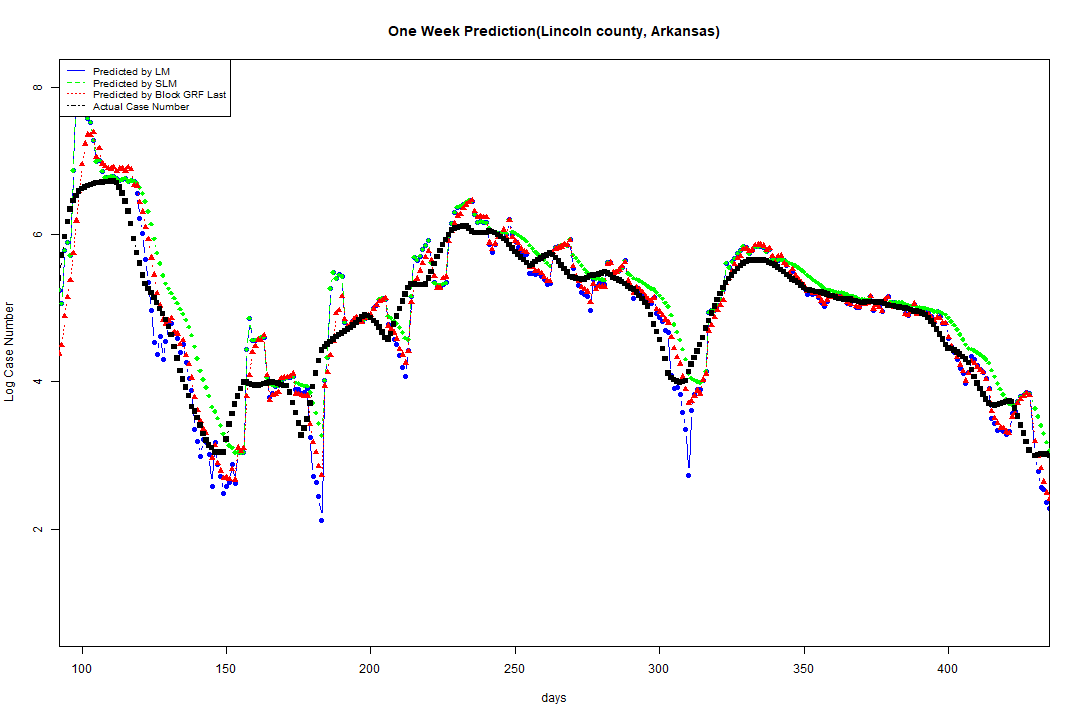 One Week Prediction(Lincoln county, Arkansas)
Predicted by LM
Predicted by SLM
Predicted by Block GRF Last
Actual Case Number
Log Case Number
8
6
4
2
100 150 200 250 300 350 400
days